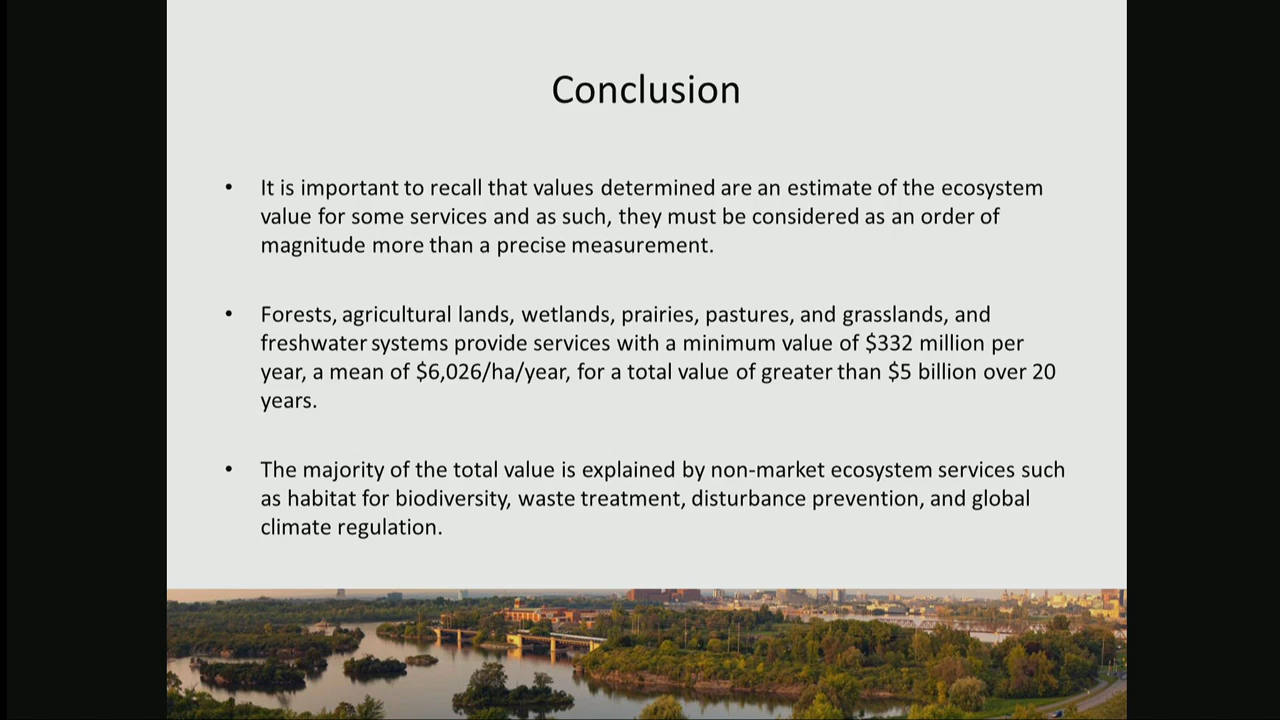 Conclusion
• It is important to recall that values determined are an estimate of the ecosystem
value for some services and as such, they must be considered as an order of
magnitude more than a precise measurement.
• Forests, agricultural lands, wetlands, prairies, pastures, and grasslands, and
freshwater systems provide services with a minimum value of $332 million per
year, a mean of $6,026/ha/year, for a total value of greater than $5 billion over 20
years.
• The majority of the total value is explained by non-market ecosystem services such
as habitat for biodiversity, waste treatment, disturbance prevention, and global
climate regulation.